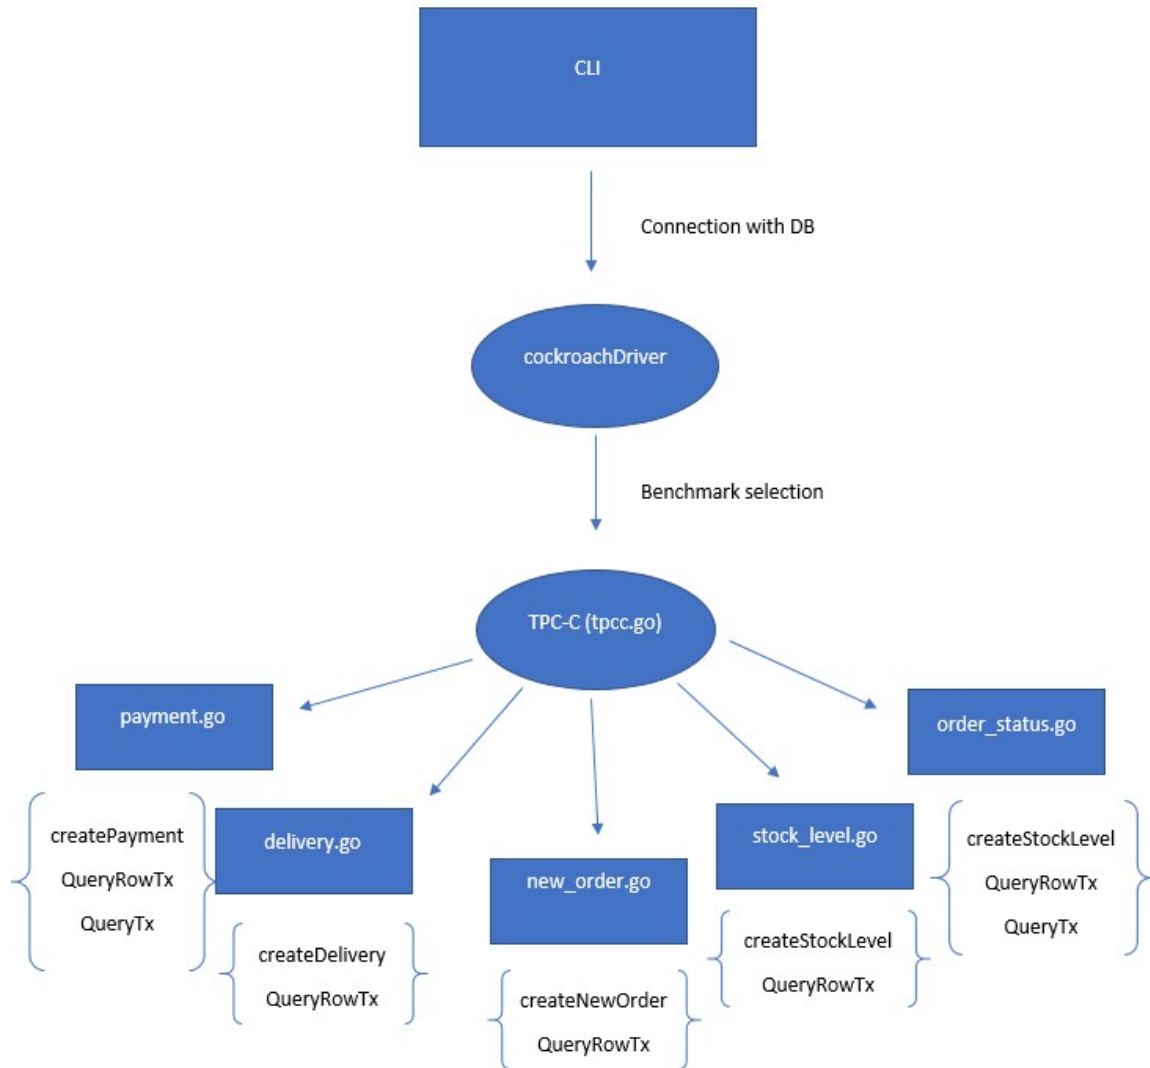 CLI
Connection with DB
cockroachDriver
Benchmark selection
TPC-C (tpcc.go)
payment.go
createPayment
QueryRowTx
QueryTx
delivery.go
createDelivery
QueryRowTx
new_order.go
createNewOrder
QueryRowTx
stock_level.go
createStockLevel
QueryRowTx
order_status.go
createStockLevel
QueryRowTx
QueryTx